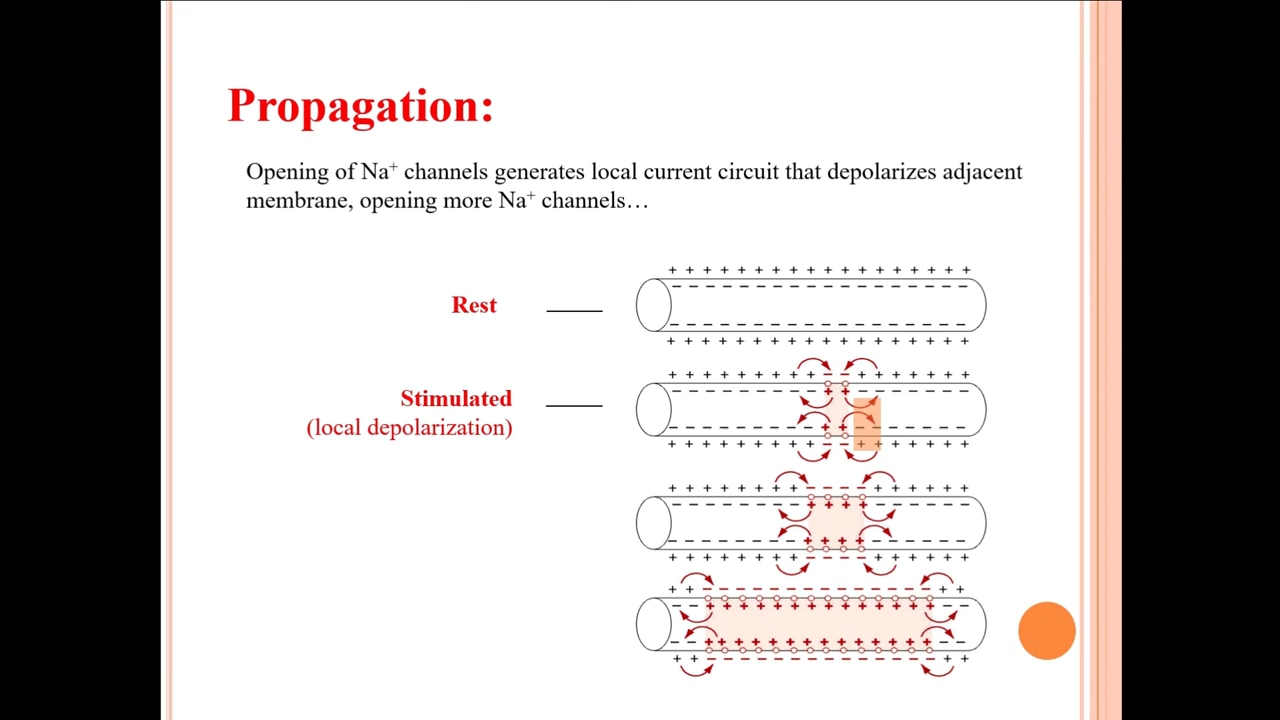 Propagation:
Opening of Na⁺ channels generates local current circuit that depolarizes adjacent
membrane, opening more Na⁺ channels…
Rest
Stimulated
(local depolarization)